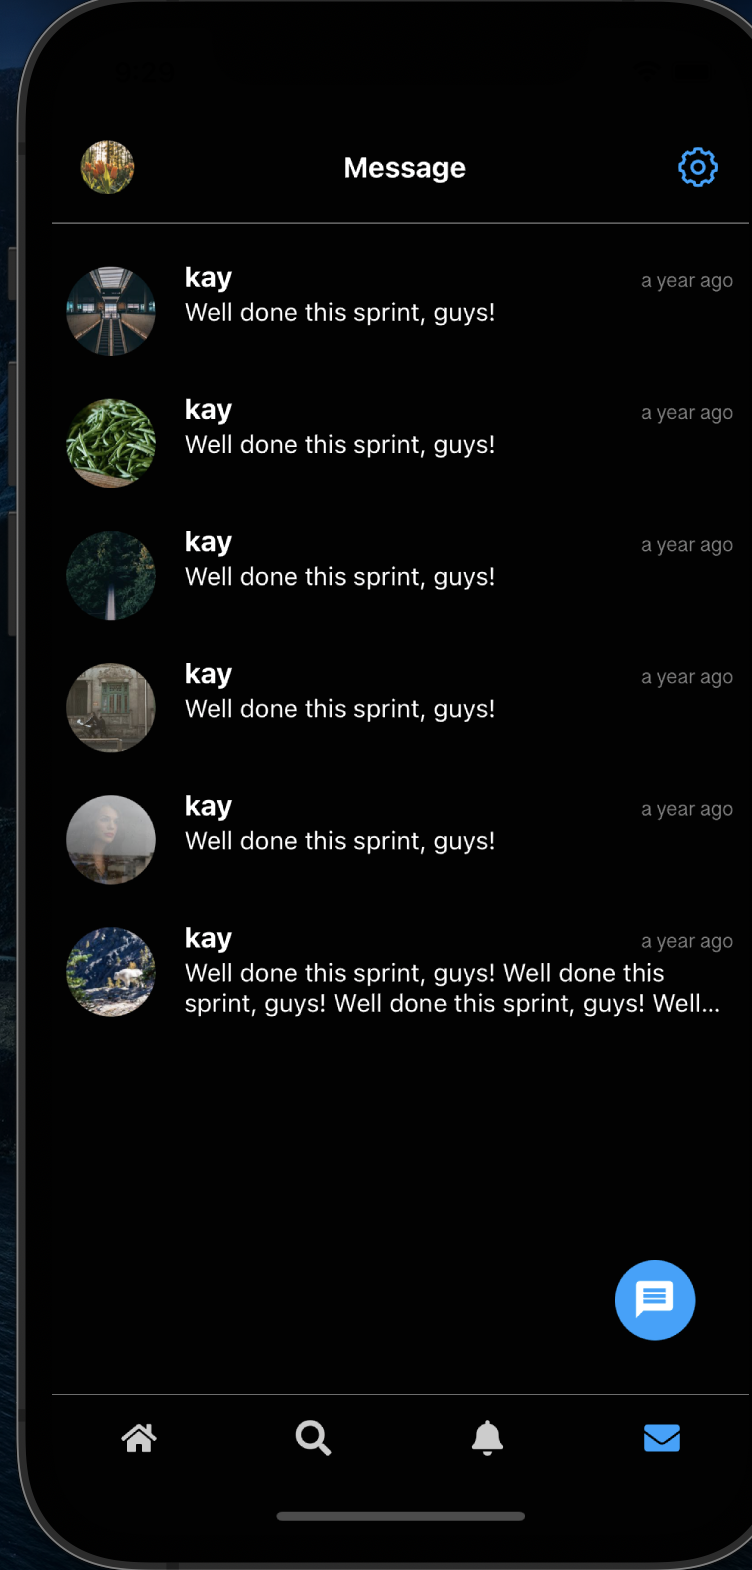 Message
kay
a year ago
Well done this sprint, guys!
kay
a year ago
Well done this sprint, guys!
kay
a year ago
Well done this sprint, guys!
kay
a year ago
Well done this sprint, guys!
kay
a year ago
Well done this sprint, guys!
kay
a year ago
Well done this sprint, guys! Well done this
sprint, guys! Well done this sprint, guys! Well...